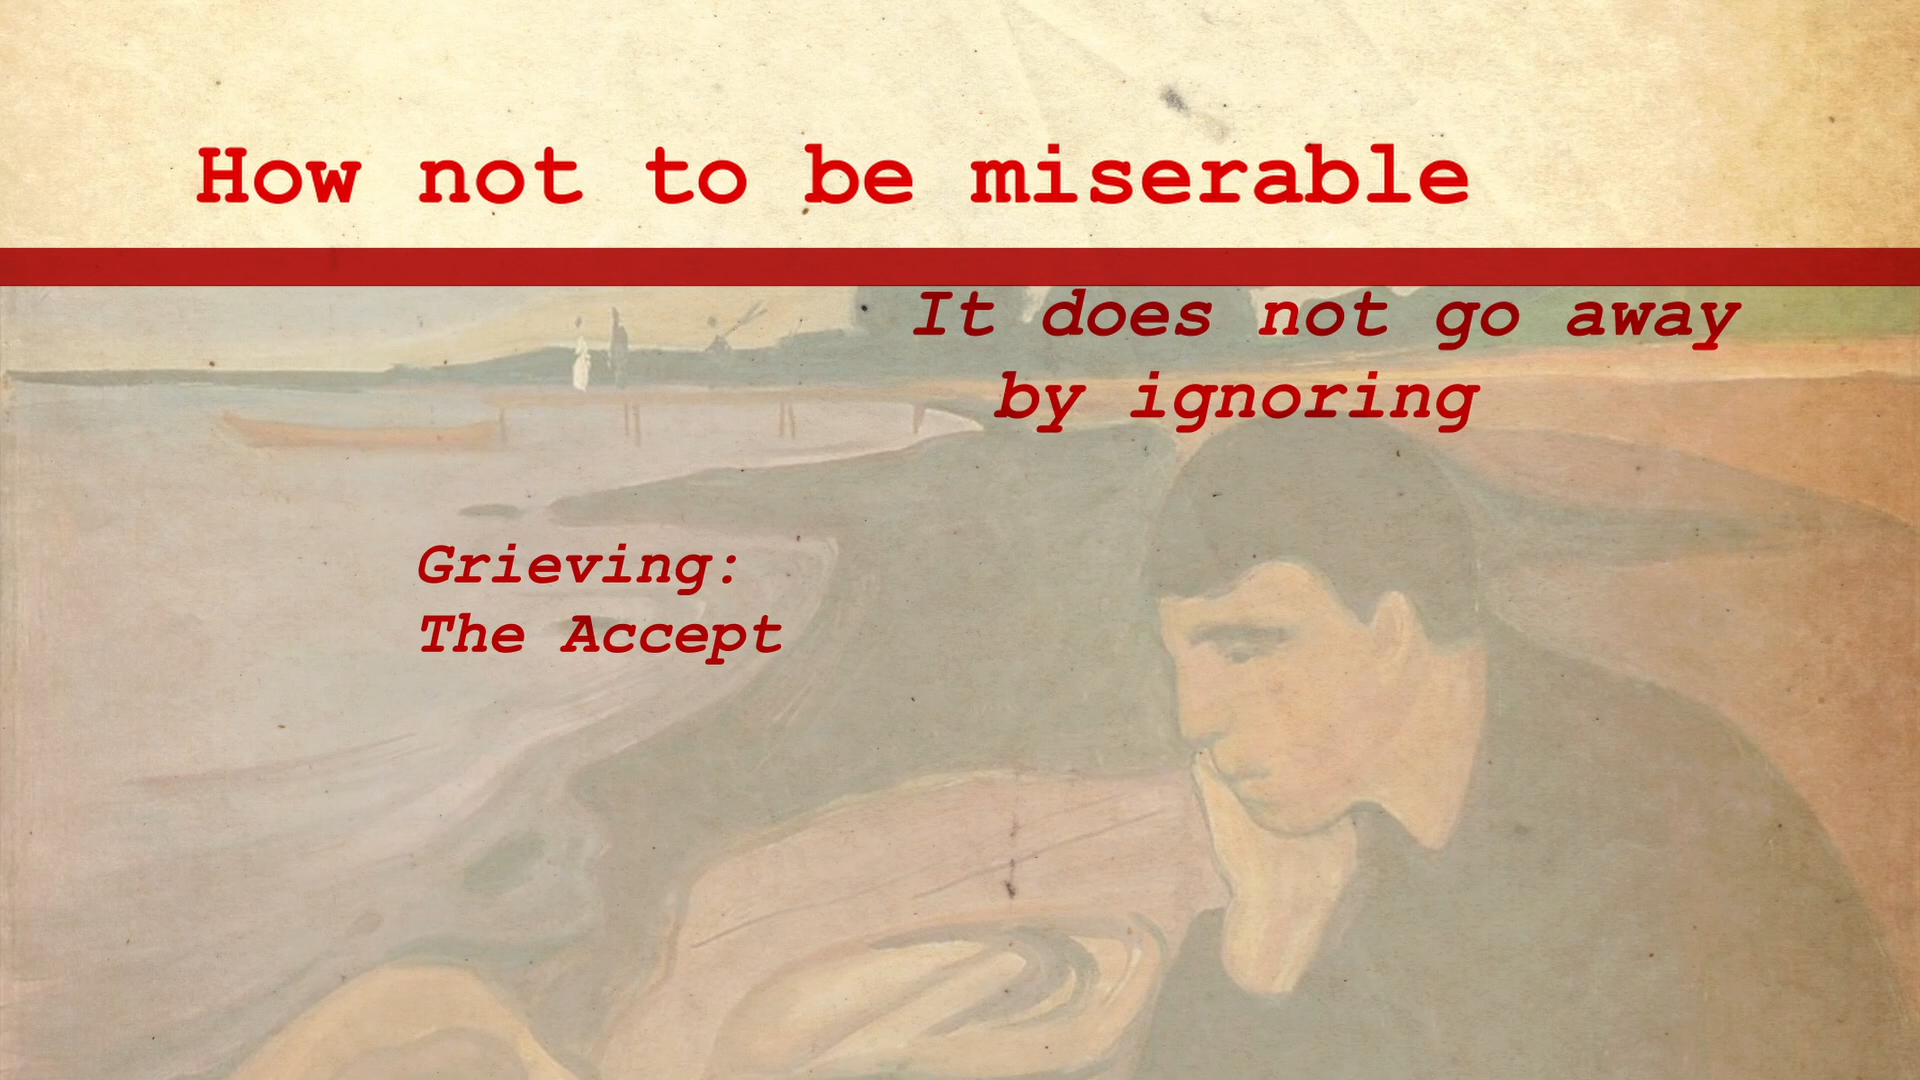 How not to be miserable
It does not go away
by ignoring
Grieving:
The Accept